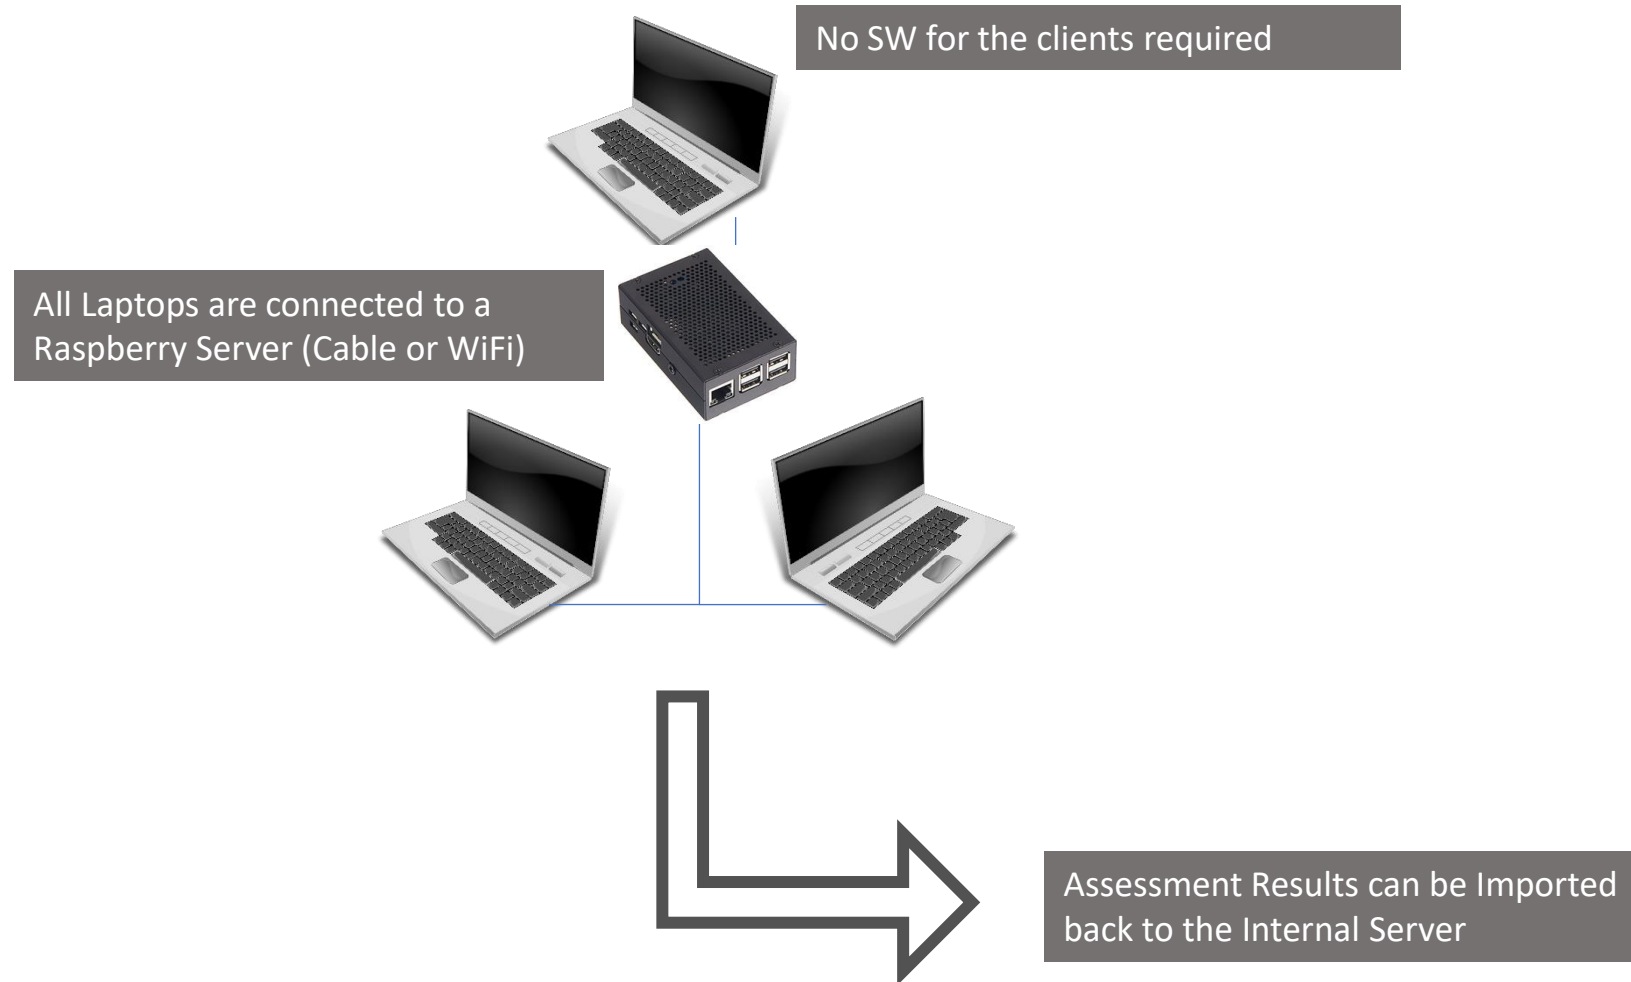 No SW for the clients required
All Laptops are connected to a
Raspberry Server (Cable or WiFi)
Assessment Results can be Imported
back to the Internal Server